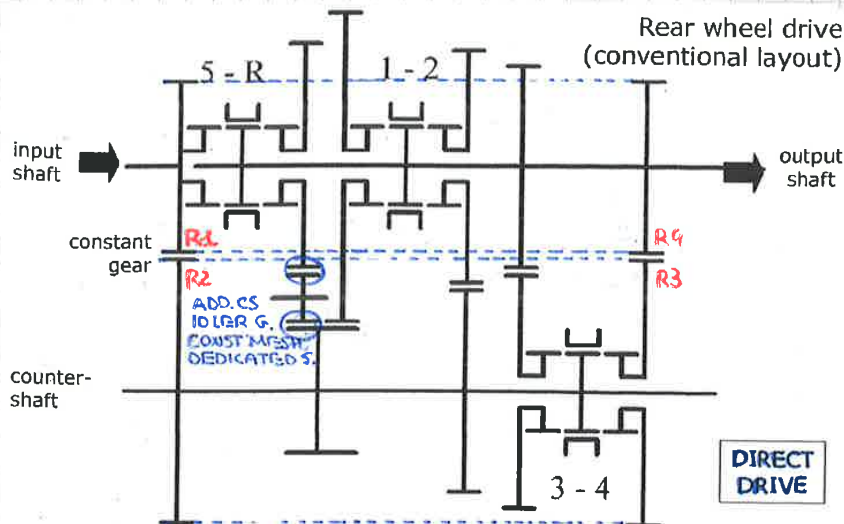 Rear wheel drive
(conventional layout)
5 - R
1 - 2
input
shaft
output
shaft
constant
gear
R1
R2
R4
R3
ADD.CS
IDLER G.
CONST MESH
DEDICATED S.
counter-
shaft
3 - 4
DIRECT
DRIVE